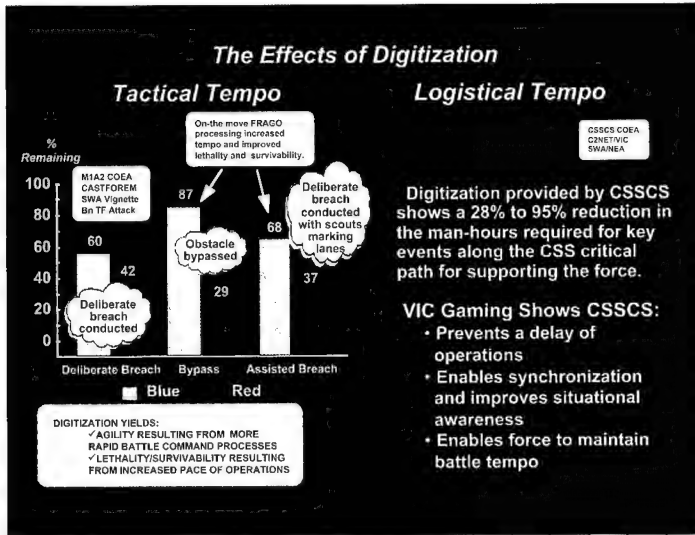 The Effects of Digitization
Tactical Tempo
On-the move FRAGO
processing increased
tempo and improved
lethality and survivability.
%
Remaining
M1A2 COEA
CASTFOREM
SWA Vignette
Bn TF Attack
100
80
60
40
20
0
60
42
87
29
68
37
Deliberate
breach
conducted
Obstacle
bypassed
Deliberate
breach
conducted
with scouts
marking
lanes
Deliberate Breach Bypass Assisted Breach
Blue Red
DIGITIZATION YIELDS:
✓AGILITY RESULTING FROM MORE
RAPID BATTLE COMMAND PROCESSES
✓LETHALITY/SURVIVABILITY RESULTING
FROM INCREASED PACE OF OPERATIONS
Logistical Tempo
CSSCS COEA
C2NET/VIC
SWA/NEA
Digitization provided by CSSCS
shows a 28% to 95% reduction in
the man-hours required for key
events along the CSS critical
path for supporting the force.
VIC Gaming Shows CSSCS:
• Prevents a delay of
operations
• Enables synchronization
and improves situational
awareness
• Enables force to maintain
battle tempo